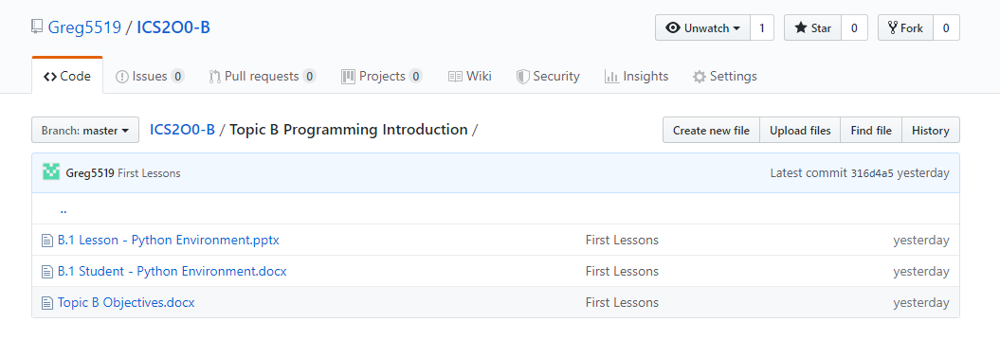 Greg5519 / ICS2O0-B
Unwatch 1 Star 0 Fork 0
Code Issues 0 Pull requests 0 Projects 0 Wiki Security Insights Settings
Branch: master ICS2O0-B / Topic B Programming Introduction / Create new file Upload files Find file History
Greg5519 First Lessons Latest commit 316d4a5 yesterday
..
B.1 Lesson - Python Environment.pptx First Lessons yesterday
B.1 Student - Python Environment.docx First Lessons yesterday
Topic B Objectives.docx First Lessons yesterday